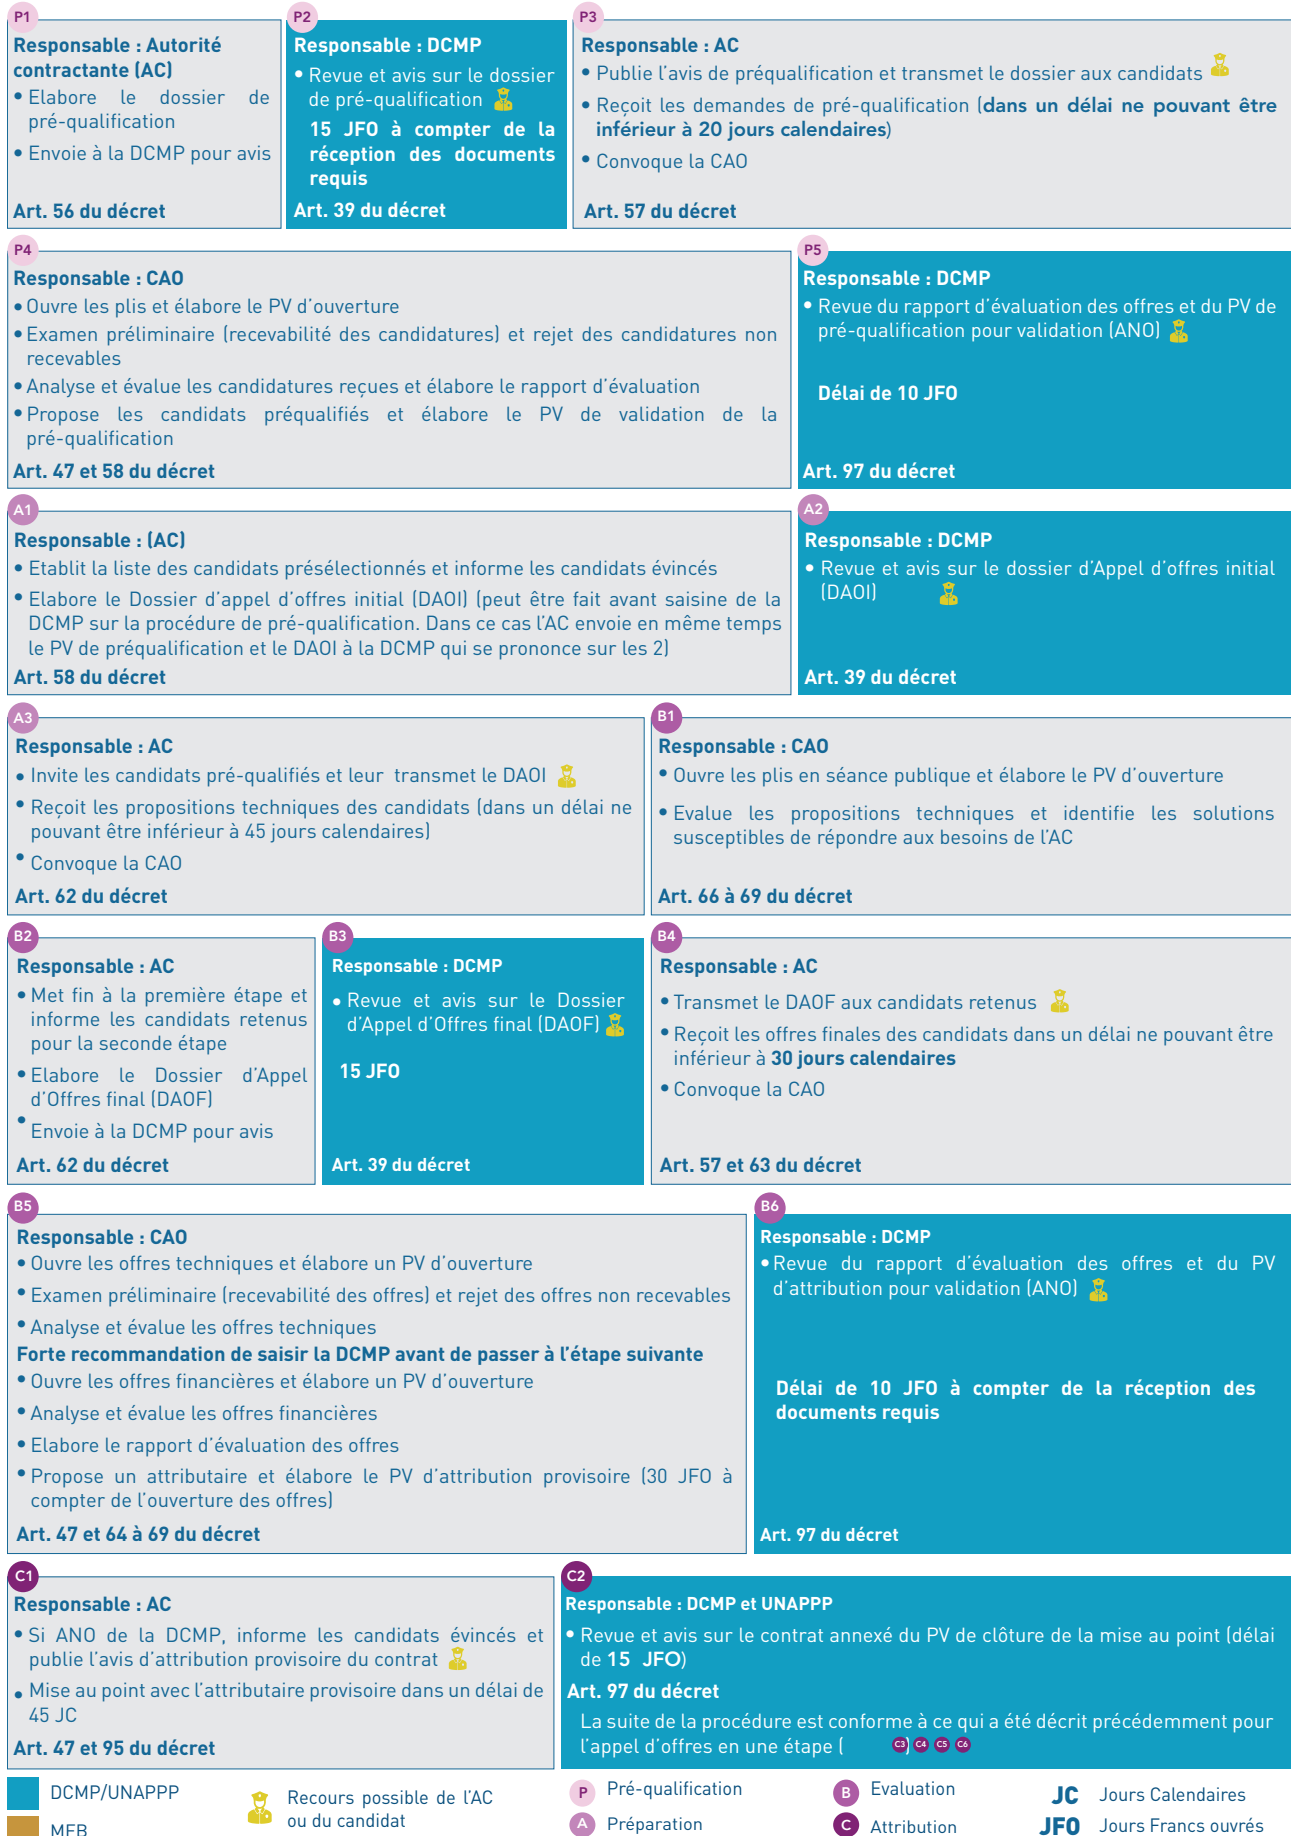 P1
Responsable : Autorité
contractante (AC)
• Elabore le dossier de
pré-qualification
• Envoie à la DCMP pour avis
Art. 56 du décret
P2
Responsable : DCMP
• Revue et avis sur le dossier
de pré-qualification
15 JFO à compter de la
réception des documents
requis
Art. 39 du décret
P3
Responsable : AC
• Publie l'avis de préqualification et transmet le dossier aux candidats
• Reçoit les demandes de pré-qualification (dans un délai ne pouvant être
inférieur à 20 jours calendaires)
• Convoque la CAO
Art. 57 du décret
P4
Responsable : CAO
• Ouvre les plis et élabore le PV d'ouverture
• Examen préliminaire (recevabilité des candidatures) et rejet des candidatures non
recevables
• Analyse et évalue les candidatures reçues et élabore le rapport d'évaluation
• Propose les candidats préqualifiés et élabore le PV de validation de la
pré-qualification
Art. 47 et 58 du décret
P5
Responsable : DCMP
• Revue du rapport d'évaluation des offres et du PV de
pré-qualification pour validation (ANO)
Délai de 10 JFO
Art. 97 du décret
A1
Responsable : (AC)
• Etablit la liste des candidats présélectionnés et informe les candidats évincés
• Elabore le Dossier d'appel d'offres initial (DAOI) (peut être fait avant saisine de la
DCMP sur la procédure de pré-qualification. Dans ce cas l'AC envoie en même temps
le PV de préqualification et le DAOI à la DCMP qui se prononce sur les 2)
Art. 58 du décret
A2
Responsable : DCMP
• Revue et avis sur le dossier d'Appel d'offres initial
(DAOI)
Art. 39 du décret
A3
Responsable : AC
• Invite les candidats pré-qualifiés et leur transmet le DAOI
• Reçoit les propositions techniques des candidats (dans un délai ne
pouvant être inférieur à 45 jours calendaires)
• Convoque la CAO
Art. 62 du décret
B1
Responsable : CAO
• Ouvre les plis en séance publique et élabore le PV d'ouverture
• Evalue les propositions techniques et identifie les solutions
susceptibles de répondre aux besoins de l'AC
Art. 66 à 69 du décret
B2
Responsable : AC
• Met fin à la première étape et
informe les candidats retenus
pour la seconde étape
• Elabore le Dossier d'Appel
d'Offres final (DAOF)
• Envoie à la DCMP pour avis
Art. 62 du décret
B3
Responsable : DCMP
• Revue et avis sur le Dossier
d'Appel d'Offres final (DAOF)
15 JFO
Art. 39 du décret
B4
Responsable : AC
• Transmet le DAOF aux candidats retenus
• Reçoit les offres finales des candidats dans un délai ne pouvant être
inférieur à 30 jours calendaires
• Convoque la CAO
Art. 57 et 63 du décret
B5
Responsable : CAO
• Ouvre les offres techniques et élabore un PV d'ouverture
• Examen préliminaire (recevabilité des offres) et rejet des offres non recevables
• Analyse et évalue les offres techniques
Forte recommandation de saisir la DCMP avant de passer à l'étape suivante
• Ouvre les offres financières et élabore un PV d'ouverture
• Analyse et évalue les offres financières
• Elabore le rapport d'évaluation des offres
• Propose un attributaire et élabore le PV d'attribution provisoire (30 JFO à
compter de l'ouverture des offres)
Art. 47 et 64 à 69 du décret
B6
Responsable : DCMP
• Revue du rapport d'évaluation des offres et du PV
d'attribution pour validation (ANO)
Délai de 10 JFO à compter de la réception des
documents requis
Art. 97 du décret
C1
Responsable : AC
• Si ANO de la DCMP, informe les candidats évincés et
publie l'avis d'attribution provisoire du contrat
• Mise au point avec l'attributaire provisoire dans un délai de
45 JC
Art. 47 et 95 du décret
C2
Responsable : DCMP et UNAPPP
• Revue et avis sur le contrat annexé du PV de clôture de la mise au point (délai
de 15 JFO)
Art. 97 du décret
La suite de la procédure est conforme à ce qui a été décrit précédemment pour
l'appel d'offres en une étape ( C3) C4 C5 C6
DCMP/UNAPPP
MFB
Recours possible de l'AC
ou du candidat
P Pré-qualification
A Préparation
B Evaluation
C Attribution
JC Jours Calendaires
JFO Jours Francs ouvrés